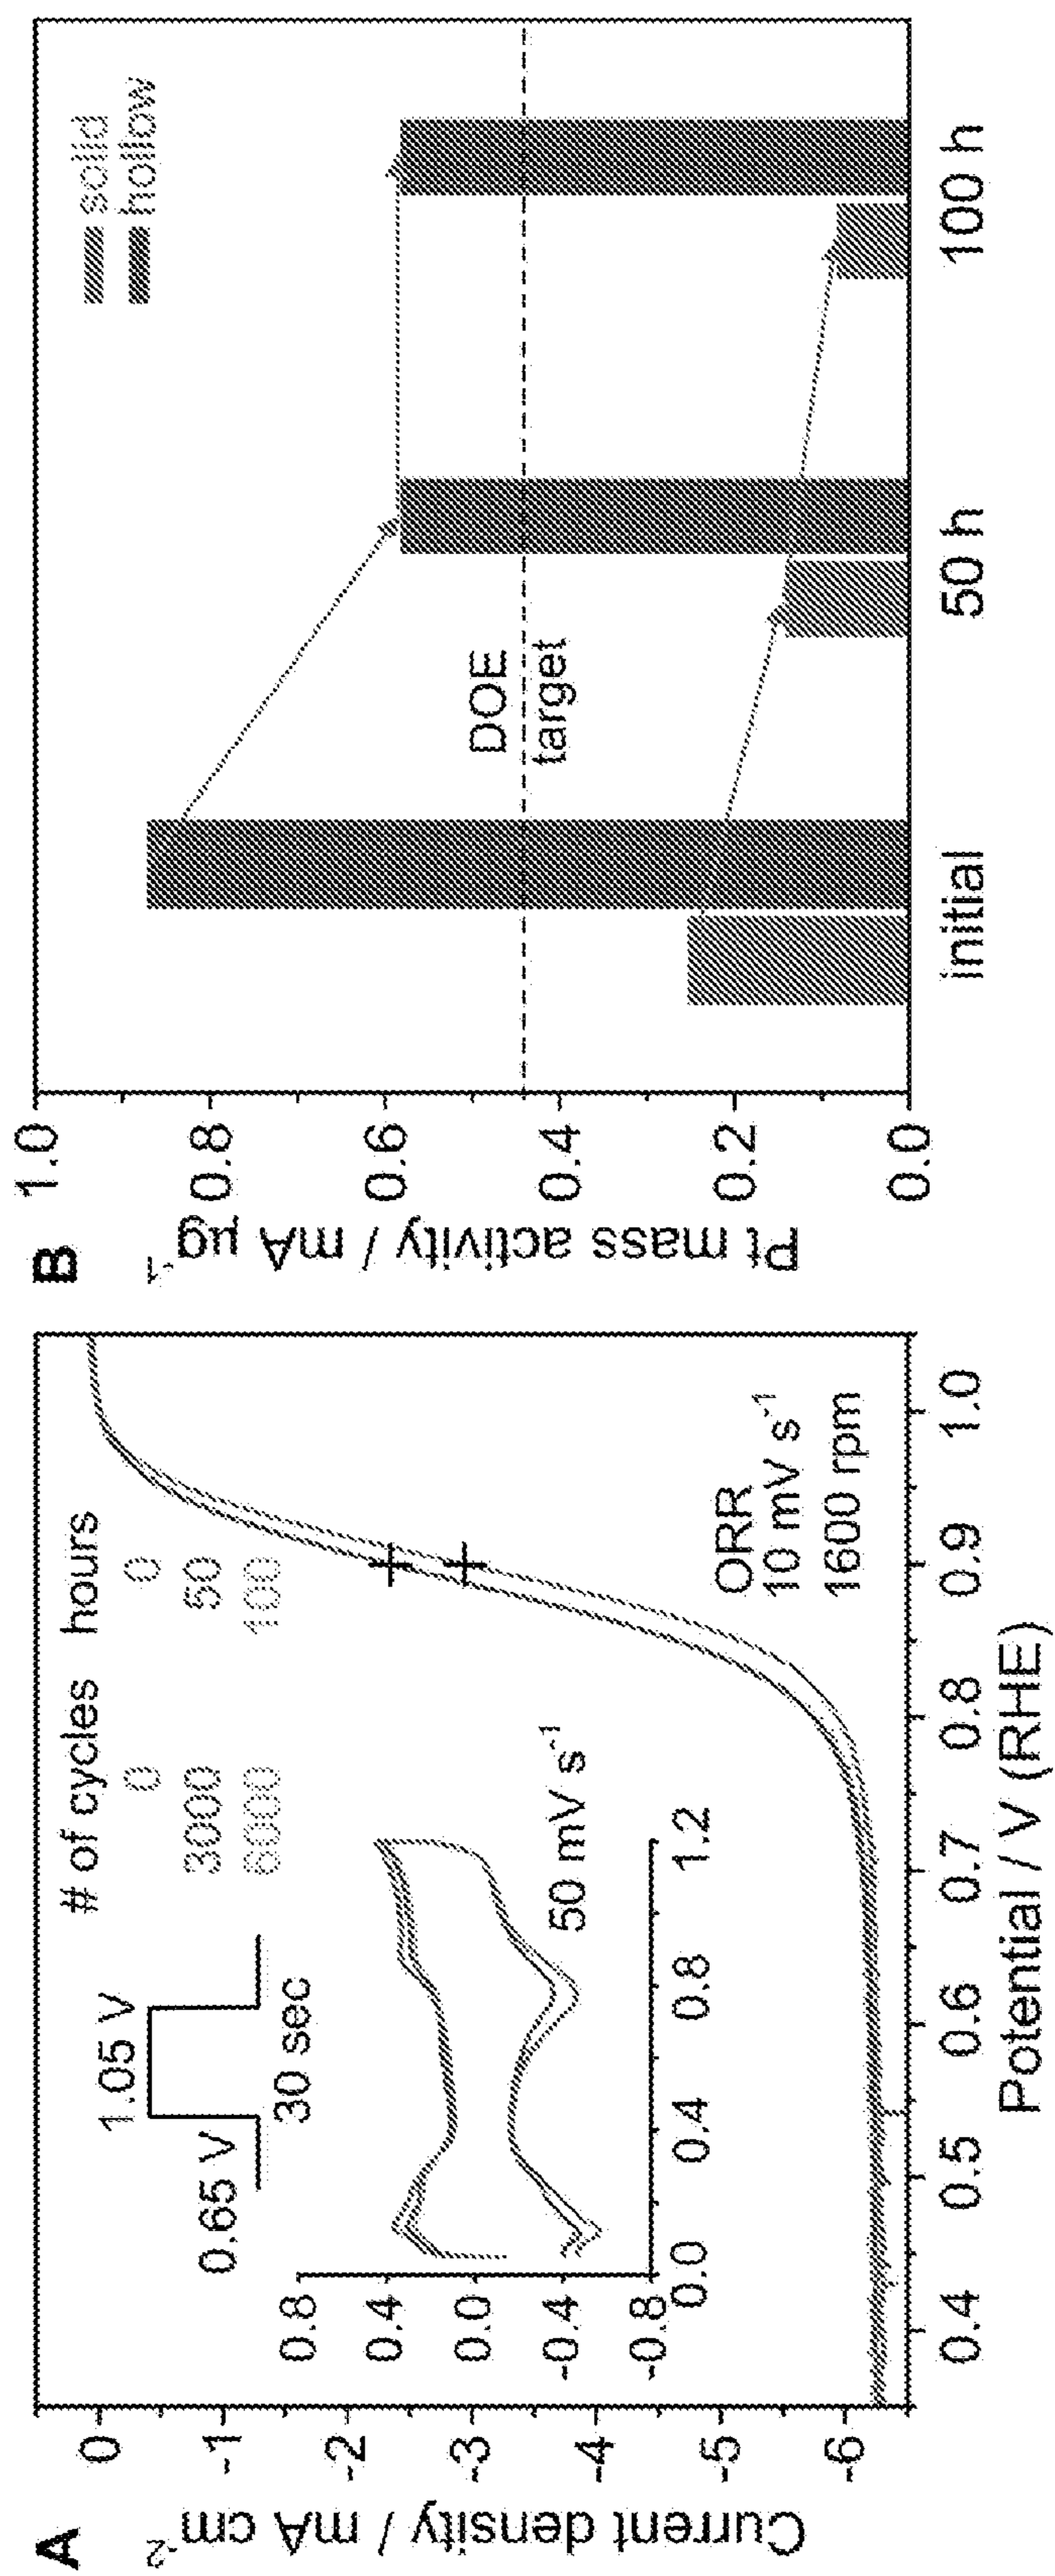 A
Current density / mA cm-2
0
-1
-2
-3
-4
-5
-6
0.4 0.5 0.6 0.7 0.8 0.9 1.0
Potential / V (RHE)
# of cycles hours
0 0
3000 50
6000 100
1.05 V
0.65 V
30 sec
0.8
0.4
0.0
-0.4
-0.8
0.0 0.4 0.8 1.2
50 mV s-1
ORR
10 mV s-1
1600 rpm
B
Pt mass activity / mA µg-1
1.0
0.8
0.6
0.4
0.2
0.0
solid
hollow
DOE
target
initial 50 h 100 h